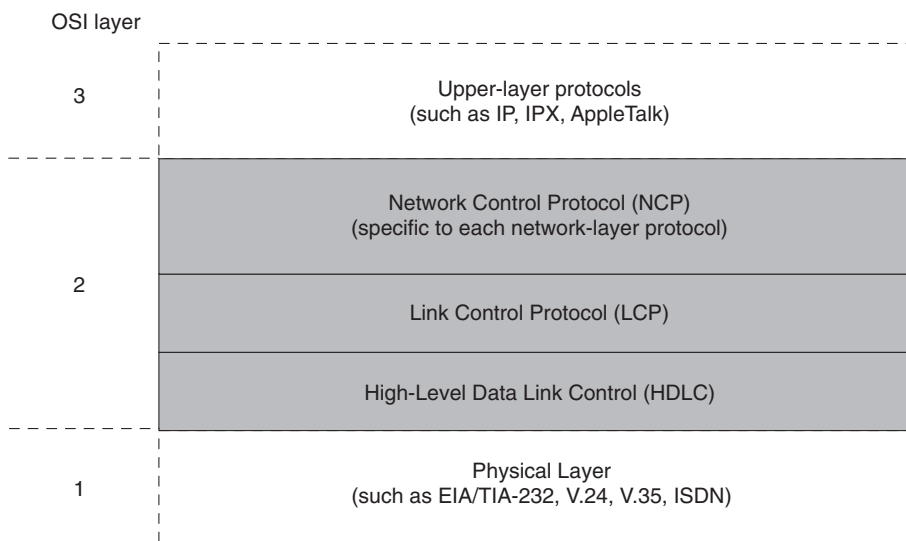 OSI layer
3
Upper-layer protocols
(such as IP, IPX, AppleTalk)
2
Network Control Protocol (NCP)
(specific to each network-layer protocol)
Link Control Protocol (LCP)
High-Level Data Link Control (HDLC)
1
Physical Layer
(such as EIA/TIA-232, V.24, V.35, ISDN)